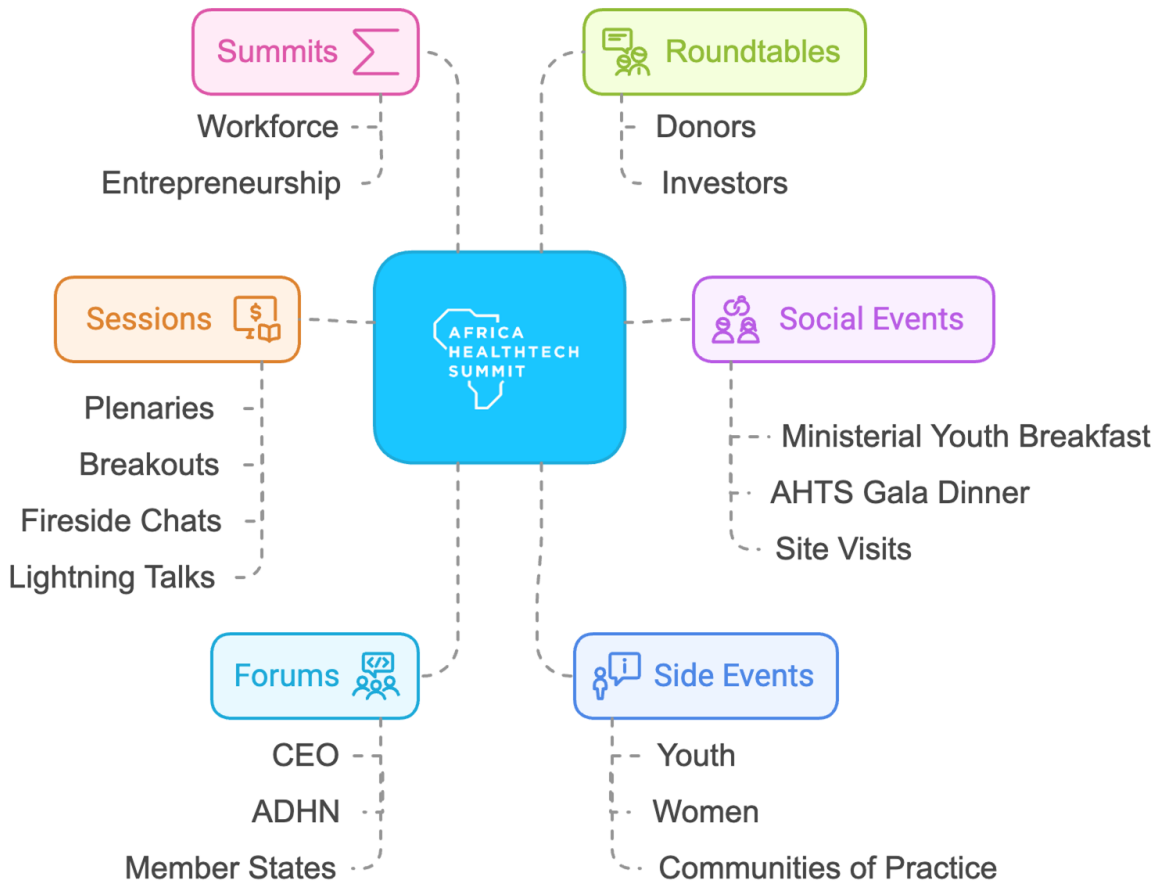 Summits
Workforce
Entrepreneurship
Roundtables
Donors
Investors
Sessions
$
Plenaries
Breakouts
Fireside Chats
Lightning Talks
AFRICA
HEALTHTECH
SUMMIT
Social Events
Ministerial Youth Breakfast
AHTS Gala Dinner
Site Visits
Forums
</>
CEO
ADHN
Member States
i
Side Events
Youth
Women
Communities of Practice